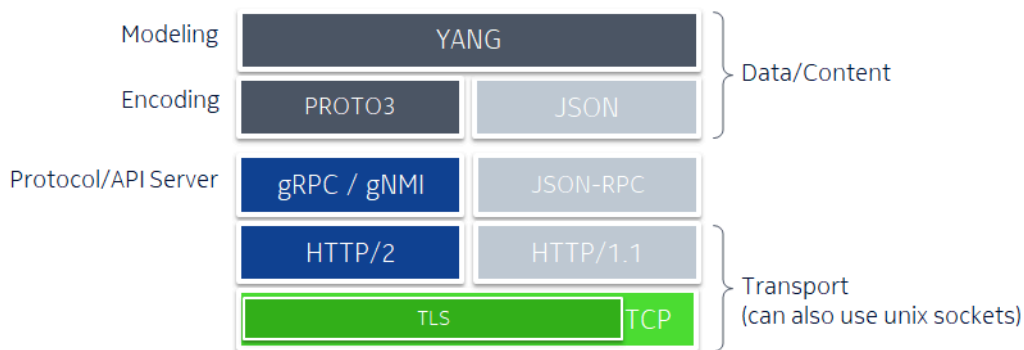 Modeling
YANG
Data/Content
Encoding
PROTO3
JSON
Protocol/API Server
gRPC / gNMI
JSON-RPC
HTTP/2
HTTP/1.1
Transport
(can also use unix sockets)
TLS
TCP